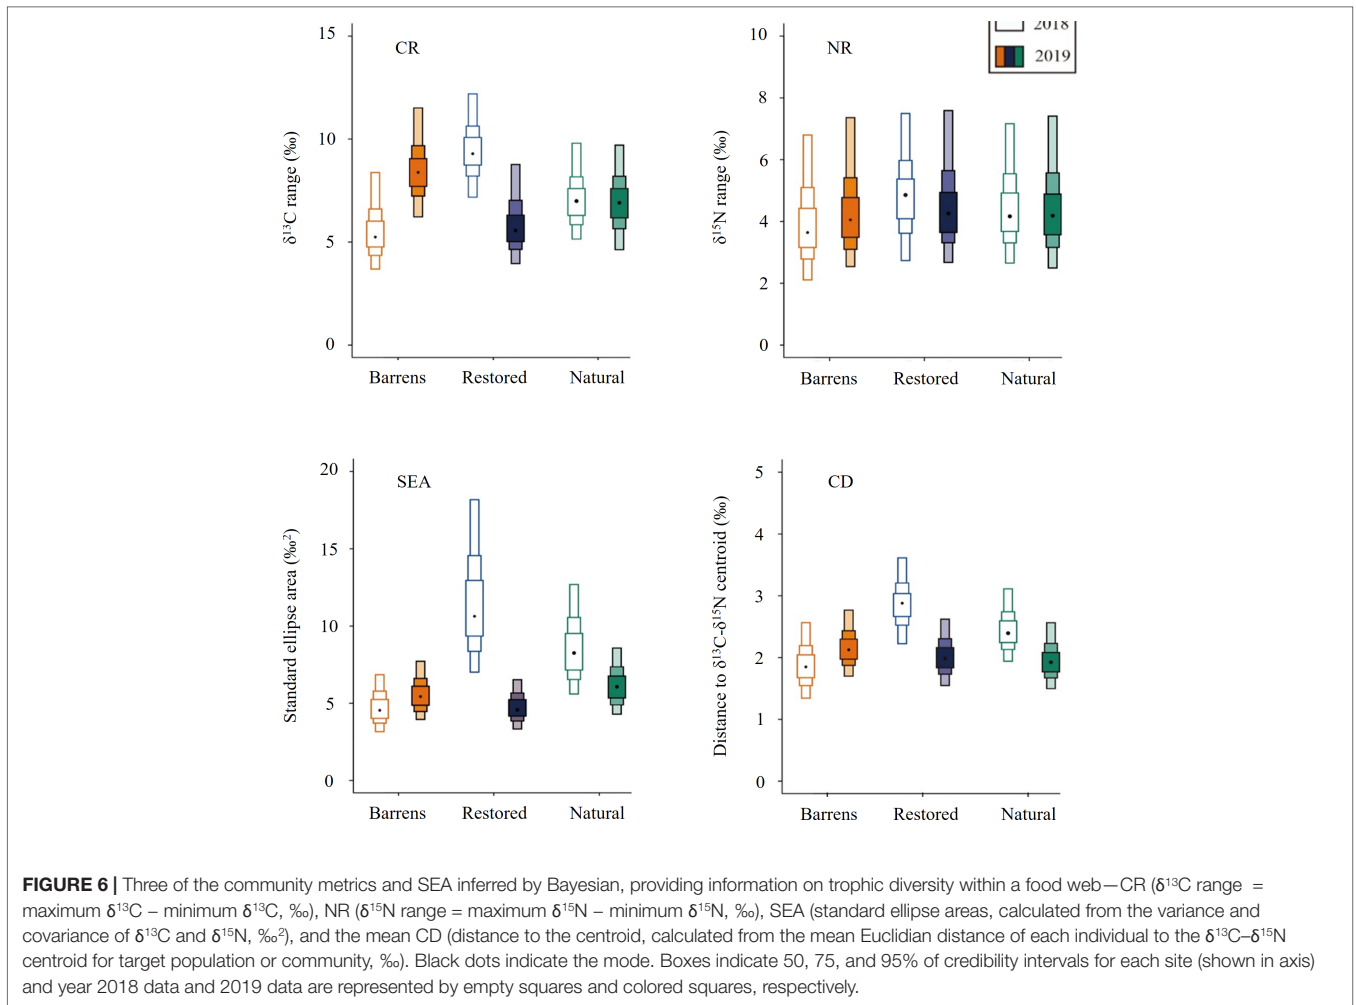 15
CR
10
5
0
δ¹³C range (‰)
Barrens Restored Natural
10
NR
8
6
4
2
0
δ¹⁵N range (‰)
Barrens Restored Natural
2018
2019
20
SEA
15
10
5
0
Standard ellipse area (‰²)
Barrens Restored Natural
5
CD
4
3
2
1
0
Distance to δ¹³C-δ¹⁵N centroid (‰)
Barrens Restored Natural
FIGURE 6 | Three of the community metrics and SEA inferred by Bayesian, providing information on trophic diversity within a food web—CR (δ¹³C range =
maximum δ¹³C – minimum δ¹³C, ‰), NR (δ¹⁵N range = maximum δ¹⁵N – minimum δ¹⁵N, ‰), SEA (standard ellipse areas, calculated from the variance and
covariance of δ¹³C and δ¹⁵N, ‰²), and the mean CD (distance to the centroid, calculated from the mean Euclidian distance of each individual to the δ¹³C–δ¹⁵N
centroid for target population or community, ‰). Black dots indicate the mode. Boxes indicate 50, 75, and 95% of credibility intervals for each site (shown in axis)
and year 2018 data and 2019 data are represented by empty squares and colored squares, respectively.